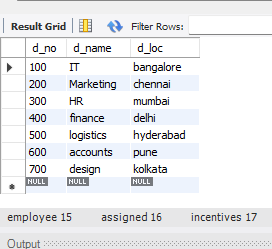 Result Grid Filter Rows:
d_no d_name d_loc
100 IT bangalore
200 Marketing chennai
300 HR mumbai
400 finance delhi
500 logistics hyderabad
600 accounts pune
700 design kolkata
NULL NULL NULL
employee 15 assigned 16 incentives 17
Output